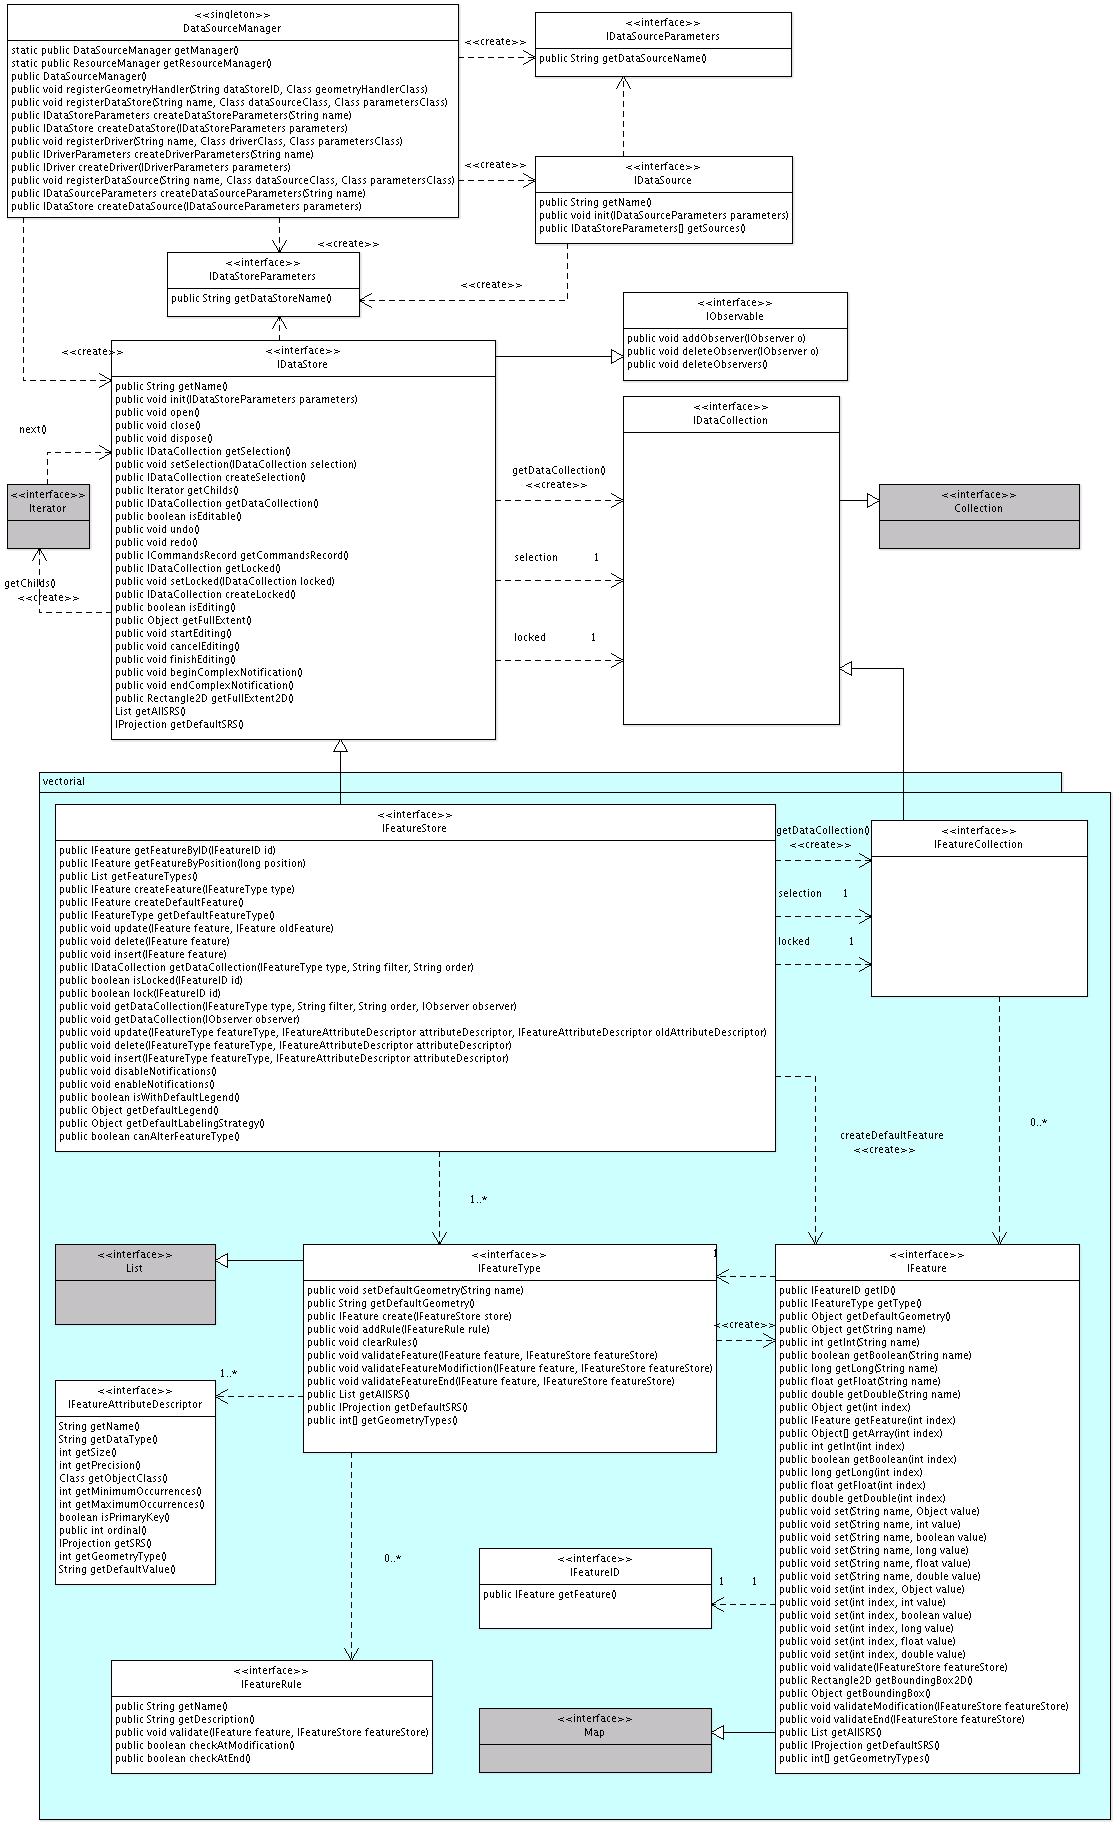 <<singleton>>
DataSourceManager
static public DataSourceManager getManager()
static public ResourceManager getResourceManager()
public DataSourceManager()
public void registerGeometryHandler(String dataStoreID, Class geometryHandlerClass)
public void registerDataStore(String name, Class dataSourceClass, Class parametersClass)
public IDataStoreParameters createDataStoreParameters(String name)
public IDataStore createDataStore(IDataStoreParameters parameters)
public void registerDriver(String name, Class driverClass, Class parametersClass)
public IDriverParameters createDriverParameters(String name)
public IDriver createDriver(IDriverParameters parameters)
public void registerDataSource(String name, Class dataSourceClass, Class parametersClass)
public IDataSourceParameters createDataSourceParameters(String name)
public IDataStore createDataSource(IDataSourceParameters parameters)
<<create>>
<<interface>>
IDataSourceParameters
public String getDataSourceName()
<<create>>
<<interface>>
IDataSource
public String getName()
public void init(IDataSourceParameters parameters)
public IDataStoreParameters[] getSources()
<<create>>
<<interface>>
IDataStoreParameters
public String getDataStoreName()
<<create>>
<<interface>>
IObservable
public void addObserver(IObserver o)
public void deleteObserver(IObserver o)
public void deleteObservers()
<<create>>
<<interface>>
IDataStore
public String getName()
public void init(IDataStoreParameters parameters)
public void open()
public void close()
public void dispose()
public IDataCollection getSelection()
public void setSelection(IDataCollection selection)
public IDataCollection createSelection()
public Iterator getChilds()
public IDataCollection getDataCollection()
public boolean isEditable()
public void undo()
public void redo()
public ICommandsRecord getCommandsRecord()
public IDataCollection getLocked()
public void setLocked(IDataCollection locked)
public IDataCollection createLocked()
public boolean isEditing()
public Object getFullExtent()
public void startEditing()
public void cancelEditing()
public void finishEditing()
public void beginComplexNotification()
public void endComplexNotification()
public Rectangle2D getFullExtent2D()
List getAllSRS()
IProjection getDefaultSRS()
next()
<<interface>>
Iterator
getChilds()
<<create>>
<<interface>>
IDataCollection
getDataCollection()
<<create>>
selection 1
locked 1
<<interface>>
Collection
vectorial
<<interface>>
IFeatureStore
public IFeature getFeatureByID(IFeatureID id)
public IFeature getFeatureByPosition(long position)
public List getFeatureTypes()
public IFeature createFeature(IFeatureType type)
public IFeature createDefaultFeature()
public IFeatureType getDefaultFeatureType()
public void update(IFeature feature, IFeature oldFeature)
public void delete(IFeature feature)
public void insert(IFeature feature)
public IDataCollection getDataCollection(IFeatureType type, String filter, String order)
public boolean isLocked(IFeatureID id)
public boolean lock(IFeatureID id)
public void getDataCollection(IFeatureType type, String filter, String order, IObserver observer)
public void getDataCollection(IObserver observer)
public void update(IFeatureType featureType, IFeatureAttributeDescriptor attributeDescriptor, IFeatureAttributeDescriptor oldAttributeDescriptor)
public void delete(IFeatureType featureType, IFeatureAttributeDescriptor attributeDescriptor)
public void insert(IFeatureType featureType, IFeatureAttributeDescriptor attributeDescriptor)
public void disableNotifications()
public void enableNotifications()
public boolean isWithDefaultLegend()
public Object getDefaultLegend()
public Object getDefaultLabelingStrategy()
public boolean canAlterFeatureType()
getDataCollection()
<<create>>
selection 1
locked 1
<<interface>>
IFeatureCollection
createDefaultFeature
<<create>>
0..*
1..*
<<interface>>
List
<<interface>>
IFeatureType
public void setDefaultGeometry(String name)
public String getDefaultGeometry()
public IFeature create(IFeatureStore store)
public void addRule(IFeatureRule rule)
public void clearRules()
public void validateFeature(IFeature feature, IFeatureStore featureStore)
public void validateFeatureModifiction(IFeature feature, IFeatureStore featureStore)
public void validateFeatureEnd(IFeature feature, IFeatureStore featureStore)
public List getAllSRS()
public IProjection getDefaultSRS()
public int[] getGeometryTypes()
1
<<create>>
<<interface>>
IFeature
public IFeatureID getID()
public IFeatureType getType()
public Object getDefaultGeometry()
public Object get(String name)
public int getInt(String name)
public boolean getBoolean(String name)
public long getLong(String name)
public float getFloat(String name)
public double getDouble(String name)
public Object get(int index)
public IFeature getFeature(int index)
public Object[] getArray(int index)
public int getInt(int index)
public boolean getBoolean(int index)
public long getLong(int index)
public float getFloat(int index)
public double getDouble(int index)
public void set(String name, Object value)
public void set(String name, int value)
public void set(String name, boolean value)
public void set(String name, long value)
public void set(String name, float value)
public void set(String name, double value)
public void set(int index, Object value)
public void set(int index, int value)
public void set(int index, boolean value)
public void set(int index, long value)
public void set(int index, float value)
public void set(int index, double value)
public void validate(IFeatureStore featureStore)
public Rectangle2D getBoundingBox2D()
public Object getBoundingBox()
public void validateModification(IFeatureStore featureStore)
public void validateEnd(IFeatureStore featureStore)
public List getAllSRS()
public IProjection getDefaultSRS()
public int[] getGeometryTypes()
1..*
<<interface>>
IFeatureAttributeDescriptor
String getName()
String getDataType()
int getSize()
int getPrecision()
Class getObjectClass()
int getMinimumOccurrences()
int getMaximumOccurrences()
boolean isPrimaryKey()
public int ordinal()
IProjection getSRS()
int getGeometryType()
String getDefaultValue()
0..*
<<interface>>
IFeatureID
public IFeature getFeature()
1 1
<<interface>>
IFeatureRule
public String getName()
public String getDescription()
public void validate(IFeature feature, IFeatureStore featureStore)
public boolean checkAtModification()
public boolean checkAtEnd()
<<interface>>
Map